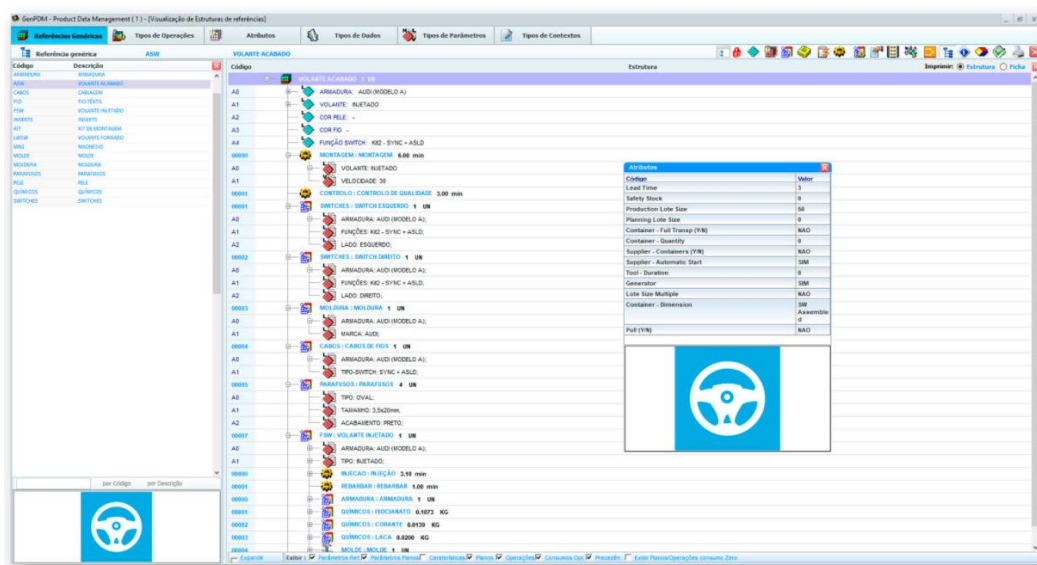 GenPDM - Product Data Management ( 1 ) - [Visualização de Estruturas de referências]
Referências Genéricas Tipos de Operações Atributos Tipos de Dados Tipos de Parâmetros Tipos de Contextos
Referência genérica ASW
VOLANTE ACABADO
Imprimir: Estrutura Ficha
Código Descrição
ARMADURA ARMADURA
ASW VOLANTE ACABADO
CABOS CABLAGEM
FIO FIO TÊXTIL
FSW VOLANTE INJETADO
INSERTS INSERTS
KIT KIT DE MONTAGEM
LWSW VOLANTE FORRADO
MAG MAGNÉSIO
MOLDE MOLDE
MOLDURA MOLDURA
PARAFUSOS PARAFUSOS
PELE PELE
QUÍMICOS QUÍMICOS
SWITCHES SWITCHES
por Código por Descrição
Código Estrutura
VOLANTE ACABADO 1 UN
A0 ARMADURA: AUDI (MODELO A)
A1 VOLANTE: INJETADO
A2 COR PELE: -
A3 COR FIO -
A4 FUNÇÃO SWITCH: KII2 - SYNC + ASLD
00000 MONTAGEM : MONTAGEM 6.00 min
A0 VOLANTE: INJETADO
A1 VELOCIDADE: 30
00001 CONTROLO : CONTROLO DE QUALIDADE 3.00 min
00001 SWITCHES : SWITCH ESQUERDO 1 UN
A0 ARMADURA: AUDI (MODELO A);
A1 FUNÇÕES: KII2 - SYNC + ASLD;
A2 LADO: ESQUERDO;
00002 SWITCHES : SWITCH DIREITO 1 UN
A0 ARMADURA: AUDI (MODELO A);
A1 FUNÇÕES: KII2 - SYNC + ASLD;
A2 LADO: DIREITO;
00003 MOLDURA : MOLDURA 1 UN
A0 ARMADURA: AUDI (MODELO A);
A1 MARCA: AUDI;
00004 CABOS : CABOS DE FIOS 1 UN
A0 ARMADURA: AUDI (MODELO A);
A1 TIPO-SWITCH: SYNC + ASLD;
00005 PARAFUSOS : PARAFUSOS 4 UN
A0 TIPO: OVAL;
A1 TAMANHO: 3,5x20mm;
A2 ACABAMENTO: PRETO;
00007 FSW : VOLANTE INJETADO 1 UN
A0 ARMADURA: AUDI (MODELO A);
A1 TIPO: INJETADO;
00000 INJECAO : INJEÇÃO 3.10 min
00001 REBARBAR : REBARBAR 1.00 min
00000 ARMADURA : ARMADURA 1 UN
00001 QUÍMICOS : ISOCIANATO 0.1873 KG
00002 QUÍMICOS : CORANTE 0.0139 KG
00003 QUÍMICOS : LACA 0.0200 KG
00004 MOLDE : MOLDE 1 UN
Expandir Exibir : Parâmetros Ref Parâmetros Planos Caraterísticas Planos Operações Consumos Opz Precedên Exibir Planos/Operações consumo Zero
Atributos
Código Valor
Lead Time 3
Safety Stock 0
Production Lote Size 50
Planning Lote Size 0
Container - Full Transp (Y/N) NAO
Container - Quantity 0
Supplier - Containers (Y/N) NAO
Supplier - Automatic Start SIM
Tool - Duration 0
Generator SIM
Lote Size Multiple NAO
Container - Dimension SW
Assemble
d
Pull (Y/N) NAO